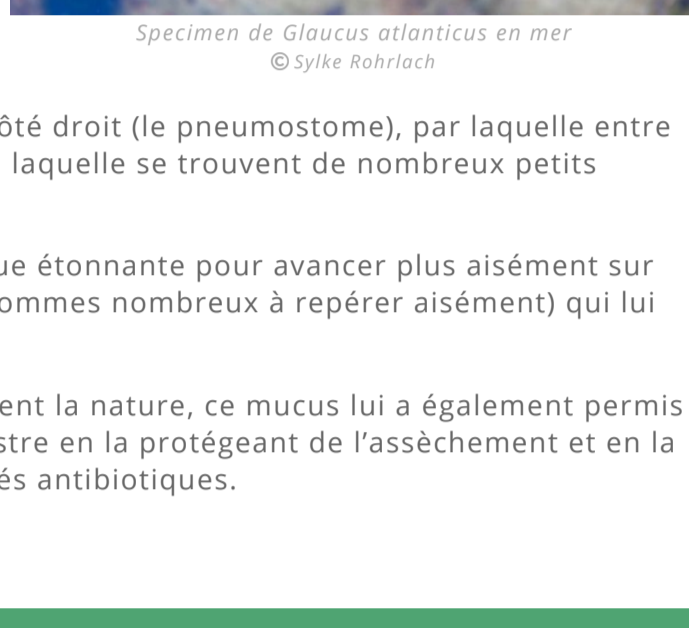 Specimen de Glaucus atlanticus en mer
© Sylke Rohrlach
ôté droit (le pneumostome), par laquelle entre
laquelle se trouvent de nombreux petits
ue étonnante pour avancer plus aisément sur
ommes nombreux à repérer aisément) qui lui
ent la nature, ce mucus lui a également permis
stre en la protégeant de l’assèchement et en la
és antibiotiques.